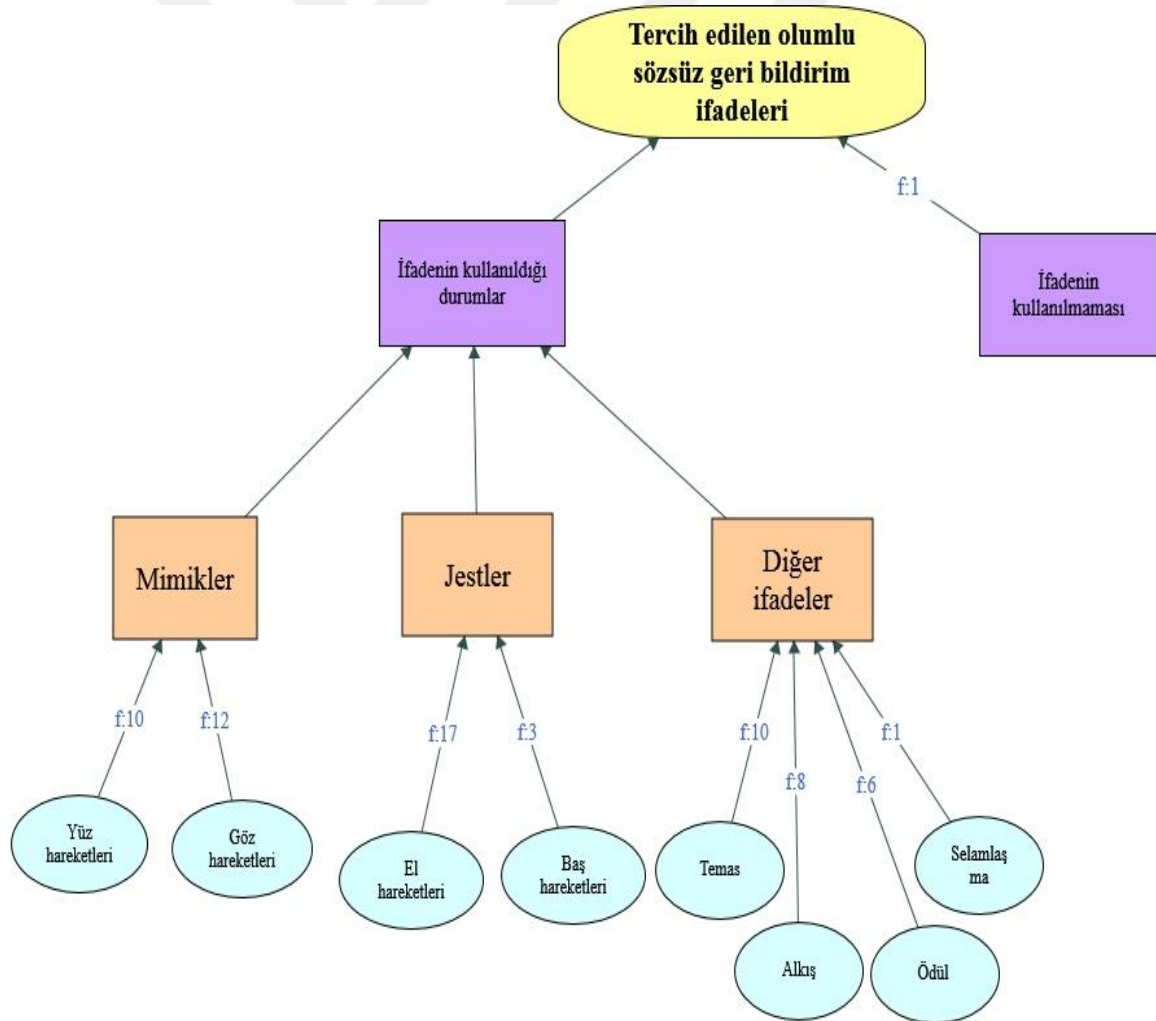 Tercih edilen olumlu
sözsüz geri bildirim
ifadeleri
f:1
İfadenin kullanıldığı
durumlar
İfadenin
kullanılmaması
Mimikler
Jestler
Diğer
ifadeler
f:10
f:12
f:17
f:3
f:10
f:8
f:6
f:1
Yüz
hareketleri
Göz
hareketleri
El
hareketleri
Baş
hareketleri
Temas
Selamlaş
ma
Alkış
Ödül